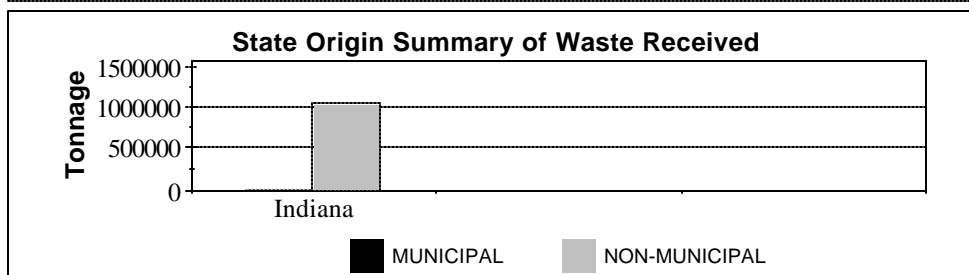 State Origin Summary of Waste Received
Tonnage
1500000
1000000
500000
0
Indiana
MUNICIPAL NON-MUNICIPAL